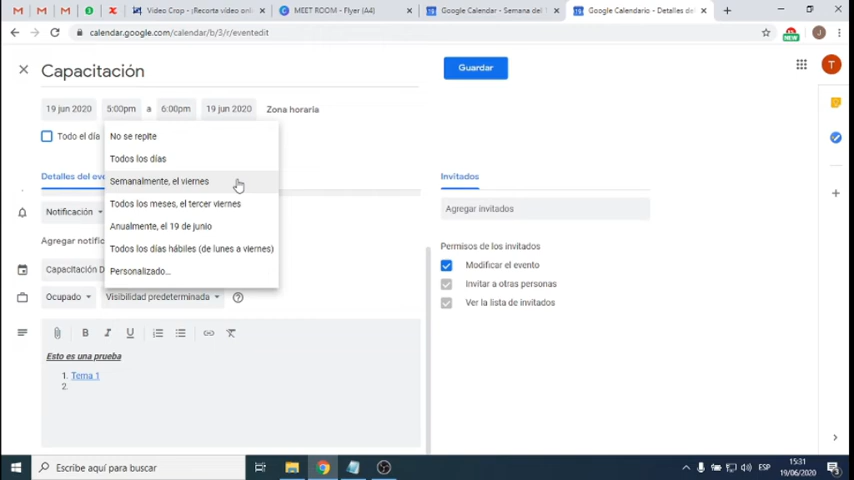 Video Crop - ¡Recorta vídeo onlin
MEET ROOM - Flyer (A4)
Google Calendar - Semana del 1
Google Calendario - Detalles de
calendar.google.com/calendar/b/3/r/eventedit
NEW
J
Capacitación
Guardar
T
19 jun 2020 5:00pm a 6:00pm 19 jun 2020 Zona horaria
Todo el día
No se repite
Todos los días
Semanalmente, el viernes
Todos los meses, el tercer viernes
Anualmente, el 19 de junio
Todos los días hábiles (de lunes a viernes)
Personalizado...
Detalles del eve
Notificación
Agregar notific
Capacitación D
Ocupado
Visibilidad predeterminada
B I U
Esto es una prueba
1. Tema 1
2.
Invitados
Agregar invitados
Permisos de los invitados
Modificar el evento
Invitar a otras personas
Ver la lista de invitados
Escribe aquí para buscar
ESP
15:31
19/06/2020
3